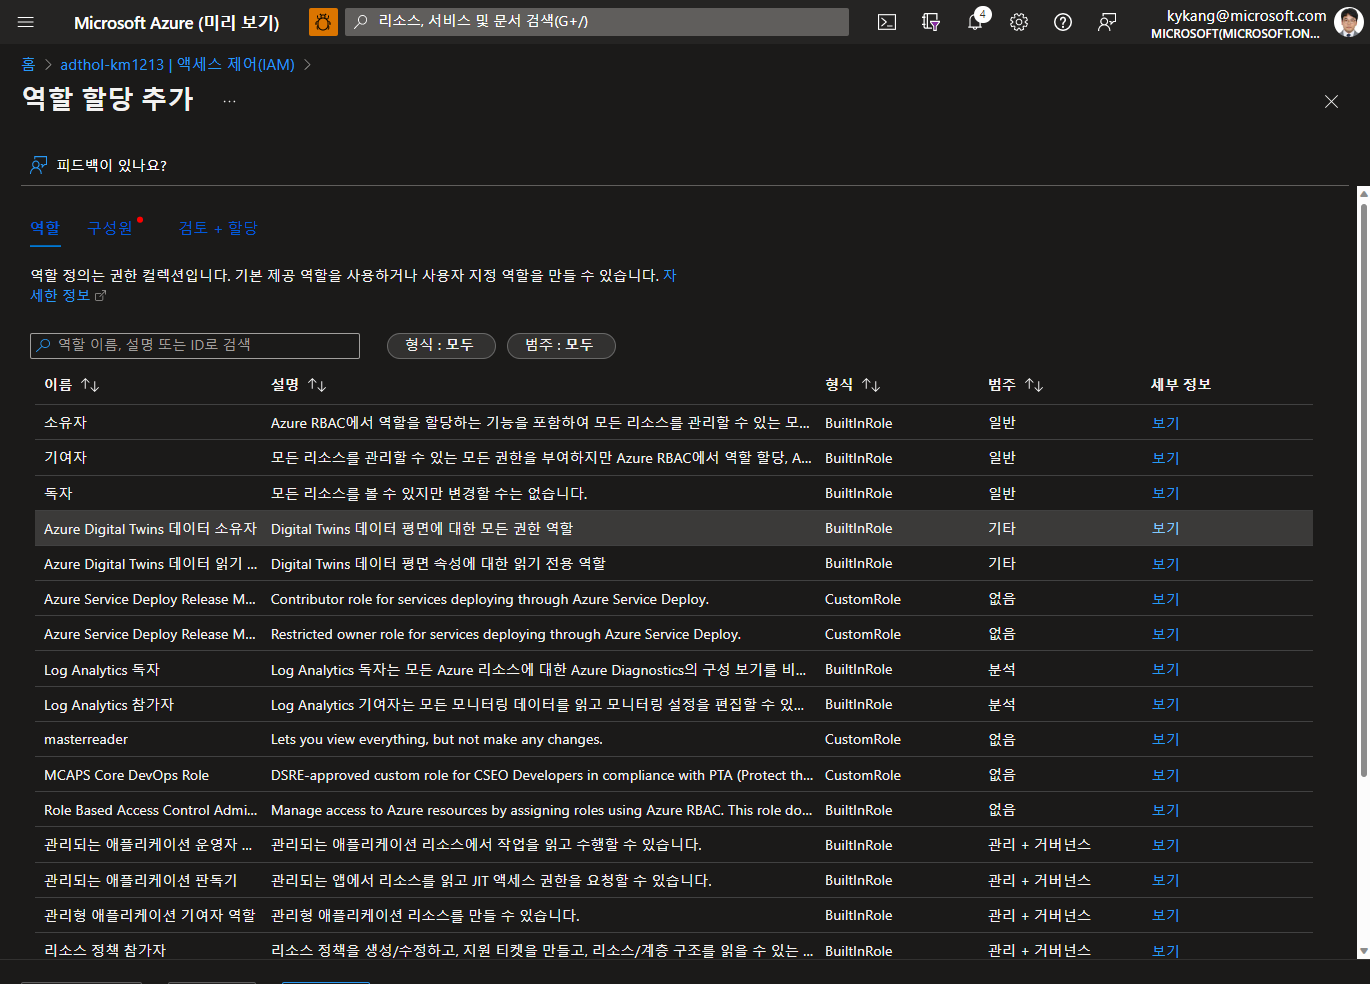 Microsoft Azure (미리 보기)
리소스, 서비스 및 문서 검색(G+/)
4
kykang@microsoft.com
MICROSOFT(MICROSOFT.ON...
홈 > adthol-km1213 | 액세스 제어(IAM) >
역할 할당 추가 ...
피드백이 있나요?
역할 구성원 검토 + 할당
역할 정의는 권한 컬렉션입니다. 기본 제공 역할을 사용하거나 사용자 지정 역할을 만들 수 있습니다. 자
세한 정보
역할 이름, 설명 또는 ID로 검색 형식 : 모두 범주 : 모두
이름 ↑↓ 설명 ↑↓ 형식 ↑↓ 범주 ↑↓ 세부 정보
소유자 Azure RBAC에서 역할을 할당하는 기능을 포함하여 모든 리소스를 관리할 수 있는 모... BuiltInRole 일반 보기
기여자 모든 리소스를 관리할 수 있는 모든 권한을 부여하지만 Azure RBAC에서 역할 할당, A... BuiltInRole 일반 보기
독자 모든 리소스를 볼 수 있지만 변경할 수는 없습니다. BuiltInRole 일반 보기
Azure Digital Twins 데이터 소유자 Digital Twins 데이터 평면에 대한 모든 권한 역할 BuiltInRole 기타 보기
Azure Digital Twins 데이터 읽기 ... Digital Twins 데이터 평면 속성에 대한 읽기 전용 역할 BuiltInRole 기타 보기
Azure Service Deploy Release M... Contributor role for services deploying through Azure Service Deploy. CustomRole 없음 보기
Azure Service Deploy Release M... Restricted owner role for services deploying through Azure Service Deploy. CustomRole 없음 보기
Log Analytics 독자 Log Analytics 독자는 모든 Azure 리소스에 대한 Azure Diagnostics의 구성 보기를 비... BuiltInRole 분석 보기
Log Analytics 참가자 Log Analytics 기여자는 모든 모니터링 데이터를 읽고 모니터링 설정을 편집할 수 있... BuiltInRole 분석 보기
masterreader Lets you view everything, but not make any changes. CustomRole 없음 보기
MCAPS Core DevOps Role DSRE-approved custom role for CSEO Developers in compliance with PTA (Protect th... CustomRole 없음 보기
Role Based Access Control Admi... Manage access to Azure resources by assigning roles using Azure RBAC. This role do... BuiltInRole 없음 보기
관리되는 애플리케이션 운영자 ... 관리되는 애플리케이션 리소스에서 작업을 읽고 수행할 수 있습니다. BuiltInRole 관리 + 거버넌스 보기
관리되는 애플리케이션 판독기 관리되는 앱에서 리소스를 읽고 JIT 액세스 권한을 요청할 수 있습니다. BuiltInRole 관리 + 거버넌스 보기
관리형 애플리케이션 기여자 역할 관리형 애플리케이션 리소스를 만들 수 있습니다. BuiltInRole 관리 + 거버넌스 보기
리소스 정책 참가자 리소스 정책을 생성/수정하고, 지원 티켓을 만들고, 리소스/계층 구조를 읽을 수 있는 ... BuiltInRole 관리 + 거버넌스 보기